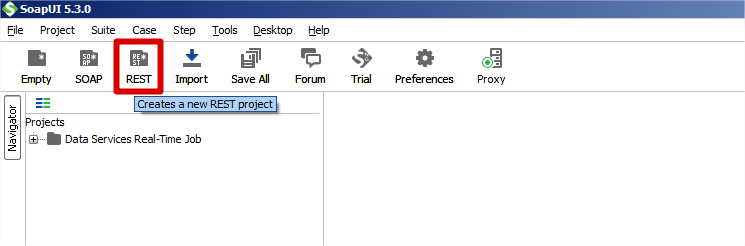 SoapUI 5.3.0
File Project Suite Case Step Tools Desktop Help
Empty SOAP REST Import Save All Forum Trial Preferences Proxy
Creates a new REST project
Navigator
Projects
Data Services Real-Time Job